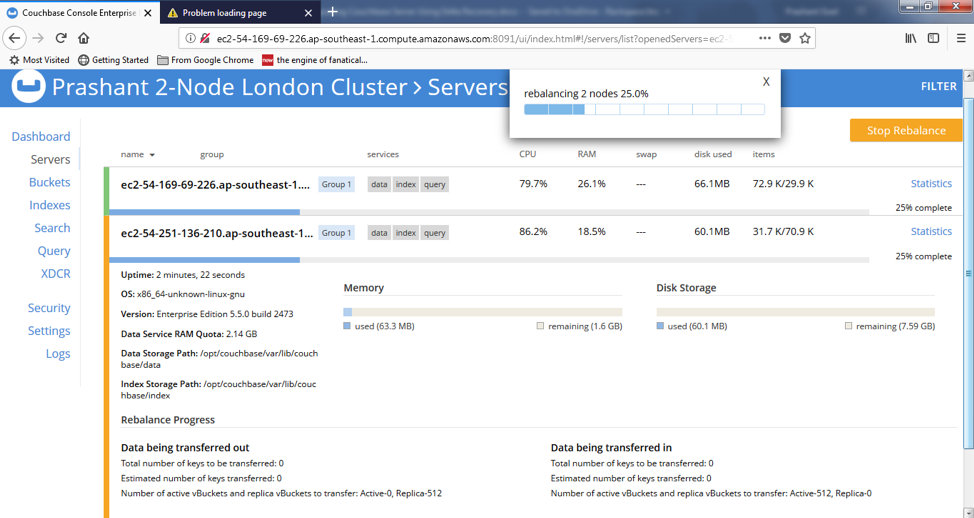 Couchbase Console Enterprise
Problem loading page
ec2-54-169-69-226.ap-southeast-1.compute.amazonaws.com:8091/ui/index.html#!/servers/list?openedServers=ec2-
Most Visited
Getting Started
From Google Chrome
the engine of fanatical...
Prashant 2-Node London Cluster > Servers
FILTER
rebalancing 2 nodes 25.0%
X
Stop Rebalance
Dashboard
Servers
Buckets
Indexes
Search
Query
XDCR
Security
Settings
Logs
name group services CPU RAM swap disk used items
ec2-54-169-69-226.ap-southeast-1.... Group 1 data index query 79.7% 26.1% --- 66.1MB 72.9 K/29.9 K Statistics
25% complete
ec2-54-251-136-210.ap-southeast-1... Group 1 data index query 86.2% 18.5% --- 60.1MB 31.7 K/70.9 K Statistics
25% complete
Uptime: 2 minutes, 22 seconds
OS: x86_64-unknown-linux-gnu
Version: Enterprise Edition 5.5.0 build 2473
Data Service RAM Quota: 2.14 GB
Data Storage Path: /opt/couchbase/var/lib/couch
base/data
Index Storage Path: /opt/couchbase/var/lib/couc
hbase/index
Memory
used (63.3 MB) remaining (1.6 GB)
Disk Storage
used (60.1 MB) remaining (7.59 GB)
Rebalance Progress
Data being transferred out
Total number of keys to be transferred: 0
Estimated number of keys transferred: 0
Number of active vBuckets and replica vBuckets to transfer: Active-0, Replica-512
Data being transferred in
Total number of keys to be transferred: 0
Estimated number of keys transferred: 0
Number of active vBuckets and replica vBuckets to transfer: Active-512, Replica-0